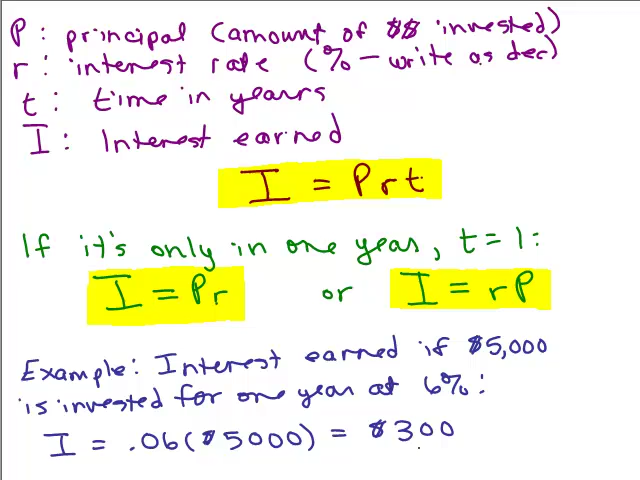 P: principal (amount of $$ invested)
r: interest rate (% - write as dec)
t: time in years
I: Interest earned
I = Prt
If it's only in one year, t = 1:
I = Pr or I = rP
Example: Interest earned if $5,000
is invested for one year at 6%:
I = .06($5000) = $300